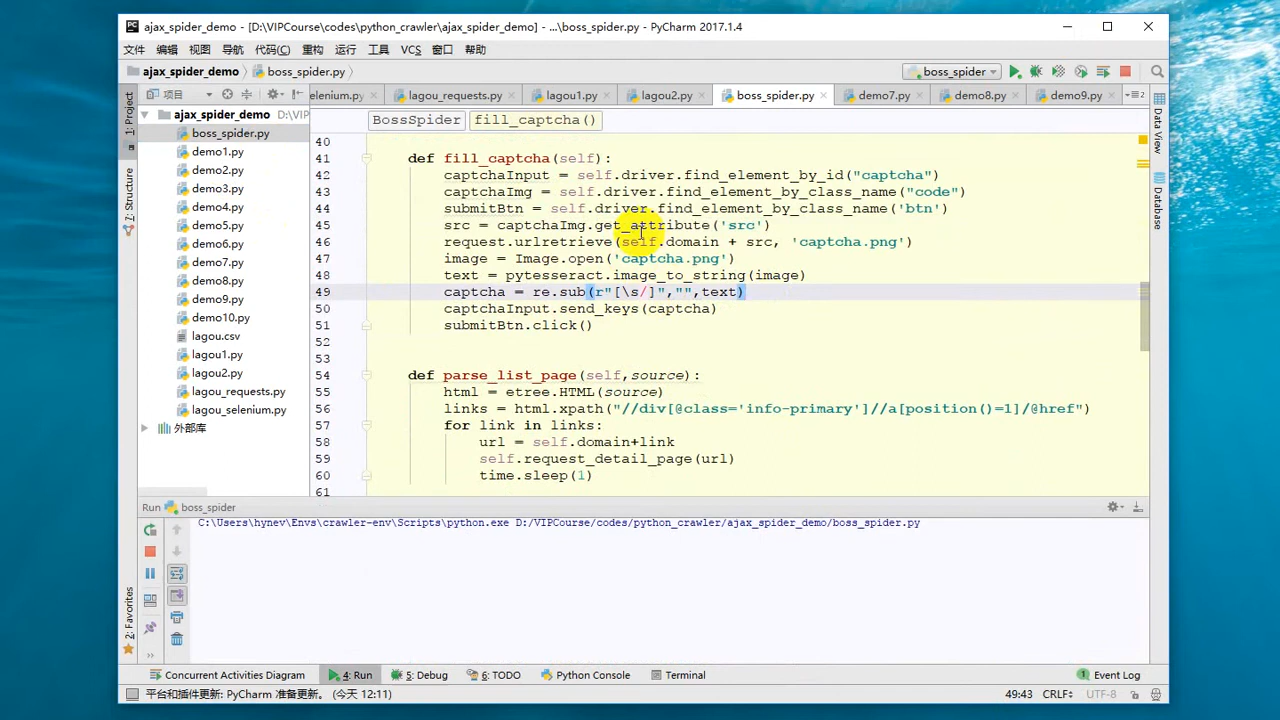 ajax_spider_demo - [D:\VIPCourse\codes\python_crawler\ajax_spider_demo] - ...\boss_spider.py - PyCharm 2017.1.4
文件 编辑 视图 导航 代码(C) 重构 运行 工具 VCS 窗口 帮助
ajax_spider_demo boss_spider.py
boss_spider
项目
elenium.py lagou_requests.py lagou1.py lagou2.py boss_spider.py demo7.py demo8.py demo9.py
BossSpider fill_captcha()
1: Project
7: Structure
2: Favorites
Data View
Database
ajax_spider_demo D:\V
boss_spider.py
demo1.py
demo2.py
demo3.py
demo4.py
demo5.py
demo6.py
demo7.py
demo8.py
demo9.py
demo10.py
lagou.csv
lagou1.py
lagou2.py
lagou_requests.py
lagou_selenium.py
外部库
40
41 def fill_captcha(self):
42 captchaInput = self.driver.find_element_by_id("captcha")
43 captchaImg = self.driver.find_element_by_class_name("code")
44 submitBtn = self.driver.find_element_by_class_name('btn')
45 src = captchaImg.get_attribute('src')
46 request.urlretrieve(self.domain + src, 'captcha.png')
47 image = Image.open('captcha.png')
48 text = pytesseract.image_to_string(image)
49 captcha = re.sub(r"[\s/]","",text)
50 captchaInput.send_keys(captcha)
51 submitBtn.click()
52
53
54 def parse_list_page(self,source):
55 html = etree.HTML(source)
56 links = html.xpath("//div[@class='info-primary']//a[position()=1]/@href")
57 for link in links:
58 url = self.domain+link
59 self.request_detail_page(url)
60 time.sleep(1)
61
Run boss_spider
C:\Users\hynev\Envs\crawler-env\Scripts\python.exe D:/VIPCourse/codes/python_crawler/ajax_spider_demo/boss_spider.py
Concurrent Activities Diagram 4: Run 5: Debug 6: TODO Python Console Terminal Event Log
平台和插件更新: PyCharm 准备更新。 (今天 12:11) 49:43 CRLF UTF-8